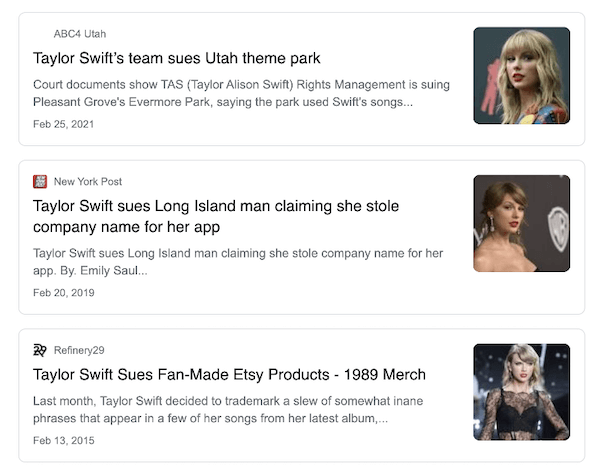 ABC4 Utah
Taylor Swift’s team sues Utah theme park
Court documents show TAS (Taylor Alison Swift) Rights Management is suing
Pleasant Grove's Evermore Park, saying the park used Swift's songs...
Feb 25, 2021
New York Post
Taylor Swift sues Long Island man claiming she stole
company name for her app
Taylor Swift sues Long Island man claiming she stole company name for her
app. By. Emily Saul...
Feb 20, 2019
Refinery29
Taylor Swift Sues Fan-Made Etsy Products - 1989 Merch
Last month, Taylor Swift decided to trademark a slew of somewhat inane
phrases that appear in a few of her songs from her latest album,...
Feb 13, 2015